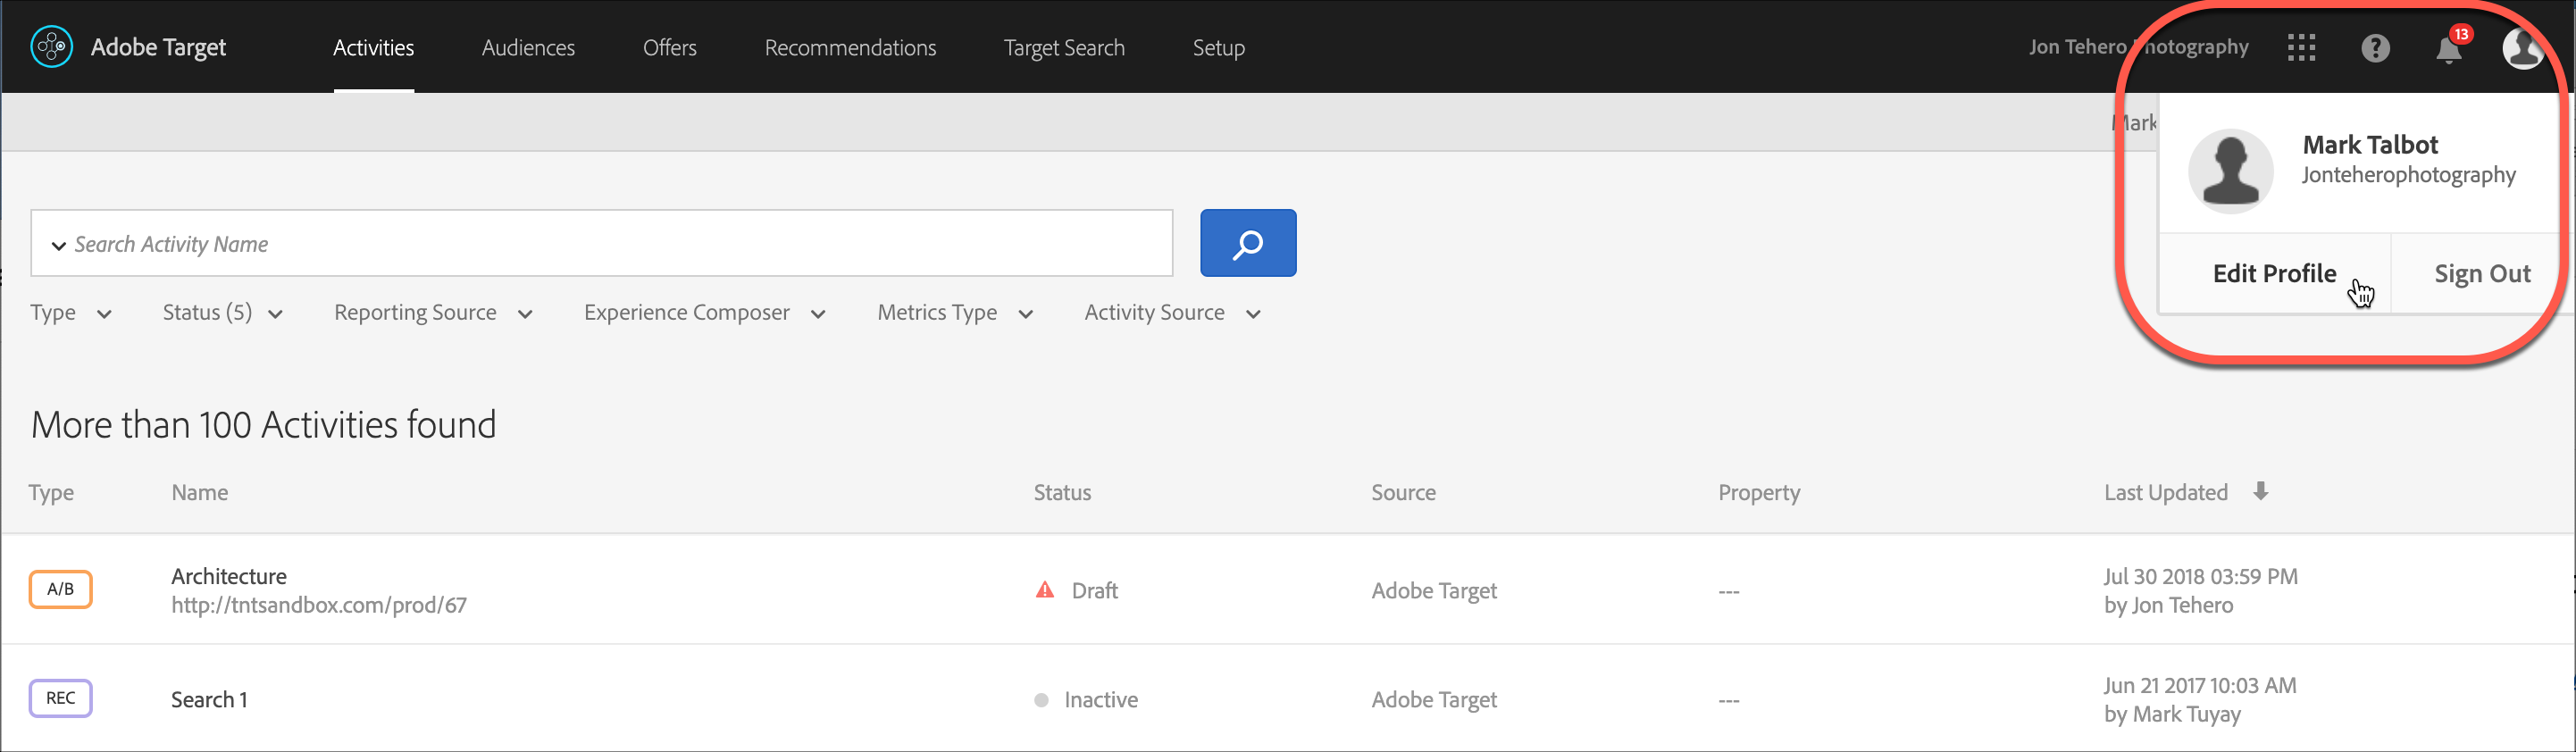 Adobe Target
Activities
Audiences
Offers
Recommendations
Target Search
Setup
Jon Tehero Photography
13
Mark
Mark Talbot
Jonteherophotography
Edit Profile
Sign Out
Search Activity Name
Type
Status (5)
Reporting Source
Experience Composer
Metrics Type
Activity Source
More than 100 Activities found
Type
Name
Status
Source
Property
Last Updated
A/B
Architecture
http://tntsandbox.com/prod/67
Draft
Adobe Target
---
Jul 30 2018 03:59 PM
by Jon Tehero
REC
Search 1
Inactive
Adobe Target
---
Jun 21 2017 10:03 AM
by Mark Tuyay